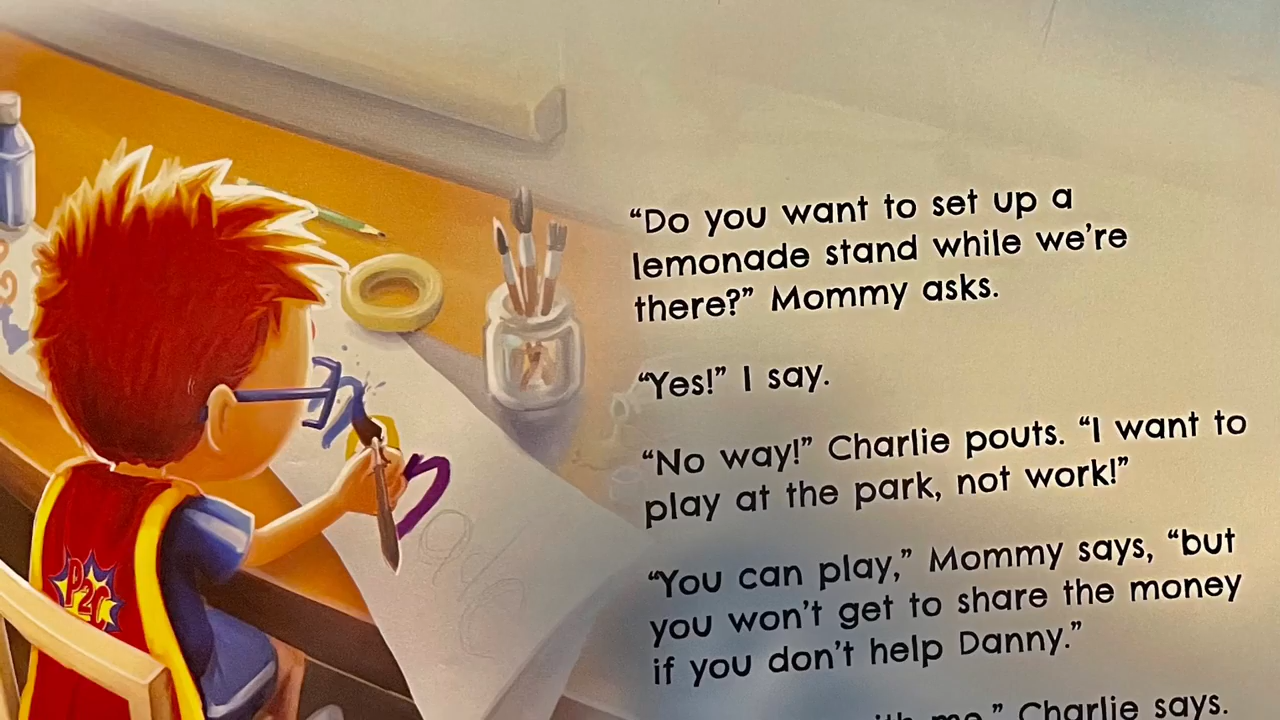 “Do you want to set up a
lemonade stand while we’re
there?” Mommy asks.
“Yes!” I say.
“No way!” Charlie pouts. “I want to
play at the park, not work!”
“You can play,” Mommy says, “but
you won’t get to share the money
if you don’t help Danny.”
me,” Charlie says.
P2C
ade